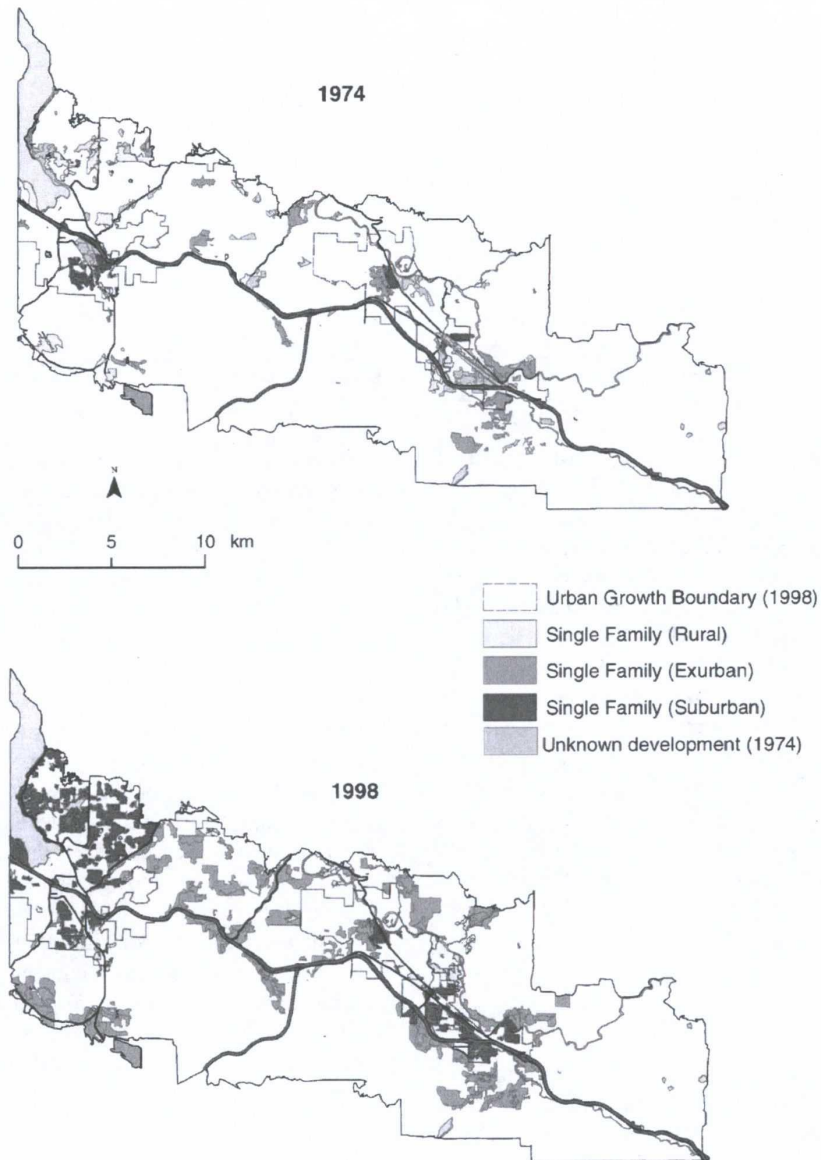 1974
N
0 5 10 km
Urban Growth Boundary (1998)
Single Family (Rural)
Single Family (Exurban)
Single Family (Suburban)
Unknown development (1974)
1998